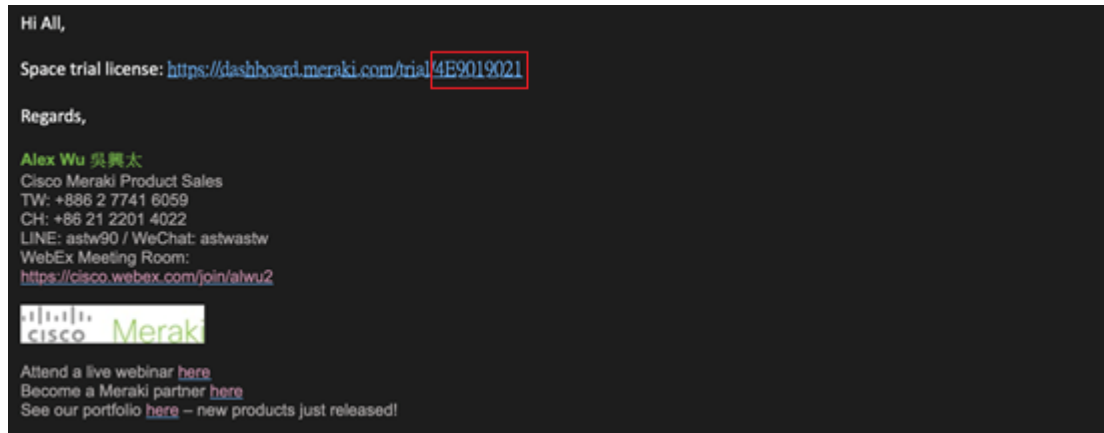 Hi All,
Space trial license: https://dashboard.meraki.com/trial/4E9019021
Regards,
Alex Wu 吳興太
Cisco Meraki Product Sales
TW: +886 2 7741 6059
CH: +86 21 2201 4022
LINE: astw90 / WeChat: astwastw
WebEx Meeting Room:
https://cisco.webex.com/join/alwu2
CISCO Meraki
Attend a live webinar here
Become a Meraki partner here
See our portfolio here – new products just released!